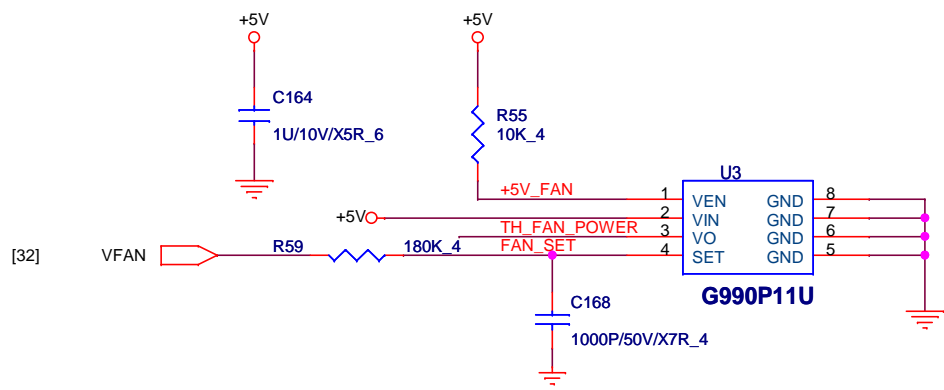 +5V
+5V
C164
1U/10V/X5R_6
R55
10K_4
U3
+5V_FAN
1 VEN GND 8
+5V
2 VIN GND 7
TH_FAN_POWER
3 VO GND 6
[32] VFAN R59 180K_4
FAN_SET
4 SET GND 5
G990P11U
C168
1000P/50V/X7R_4